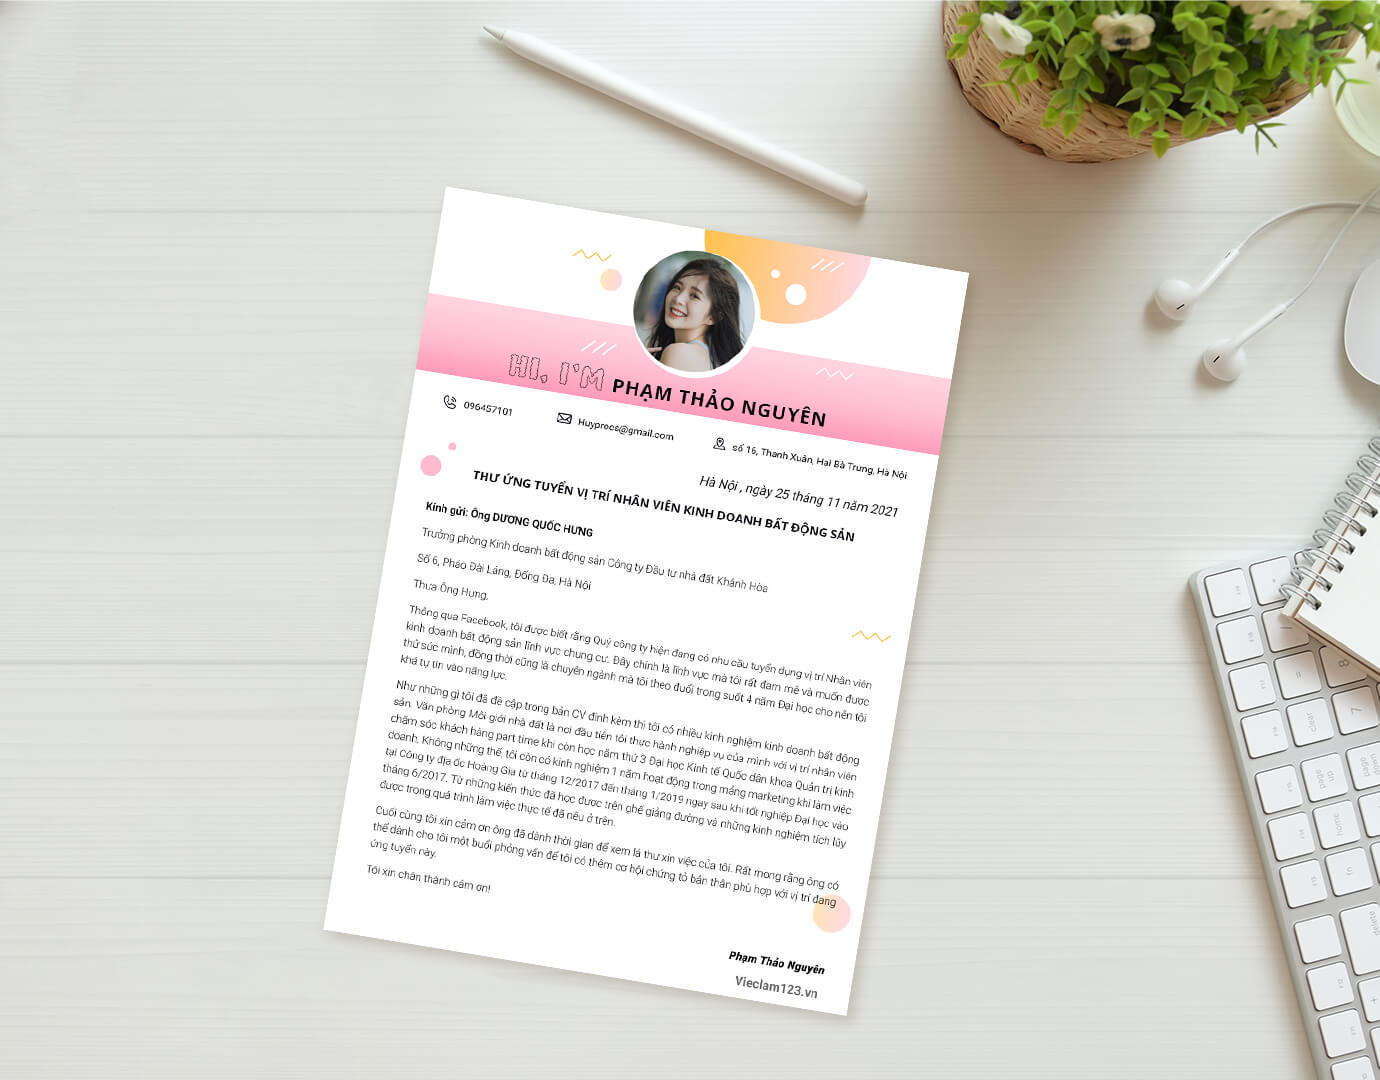 HI, I'M PHẠM THẢO NGUYÊN
096457101
Huyprocs@gmail.com
số 16, Thanh Xuân, Hai Bà Trưng, Hà Nội
Hà Nội , ngày 25 tháng 11 năm 2021
THƯ ỨNG TUYỂN VỊ TRÍ NHÂN VIÊN KINH DOANH BẤT ĐỘNG SẢN
Kính gửi: Ông DƯƠNG QUỐC HƯNG
Trưởng phòng Kinh doanh bất động sản Công ty Đầu tư nhà đất Khánh Hòa
Số 6, Pháo Đài Láng, Đống Đa, Hà Nội
Thưa Ông Hưng,
Thông qua Facebook, tôi được biết rằng Quý công ty hiện đang có nhu cầu tuyển dụng vị trí Nhân viên
kinh doanh bất động sản lĩnh vực chung cư. Đây chính là lĩnh vực mà tôi rất đam mê và muốn được
thử sức mình, đồng thời cũng là chuyên ngành mà tôi theo đuổi trong suốt 4 năm Đại học cho nên tôi
khá tự tin vào năng lực.
Như những gì tôi đã đề cập trong bản CV đính kèm thì tôi có nhiều kinh nghiệm kinh doanh bất động
sản. Văn phòng Môi giới nhà đất là nơi đầu tiên tôi thực hành nghiệp vụ của mình với vị trí nhân viên
chăm sóc khách hàng part time khi còn học năm thứ 3 Đại học Kinh tế Quốc dân khoa Quản trị kinh
doanh. Không những thế, tôi còn có kinh nghiệm 1 năm hoạt động trong mảng marketing khi làm việc
tại Công ty địa ốc Hoàng Gia từ tháng 12/2017 đến tháng 1/2019 ngay sau khi tốt nghiệp Đại học vào
tháng 6/2017. Từ những kiến thức đã học được trên ghế giảng đường và những kinh nghiệm tích lũy
được trong quá trình làm việc thực tế đã nêu ở trên.
Cuối cùng tôi xin cảm ơn ông đã dành thời gian để xem lá thư xin việc của tôi. Rất mong rằng ông có
thể dành cho tôi một buổi phỏng vấn để tôi có thêm cơ hội chứng tỏ bản thân phù hợp với vị trí đang
ứng tuyển này.
Tôi xin chân thành cảm ơn!
Phạm Thảo Nguyên
Vieclam123.vn
clear
page
up
page
down
home
fn
delete